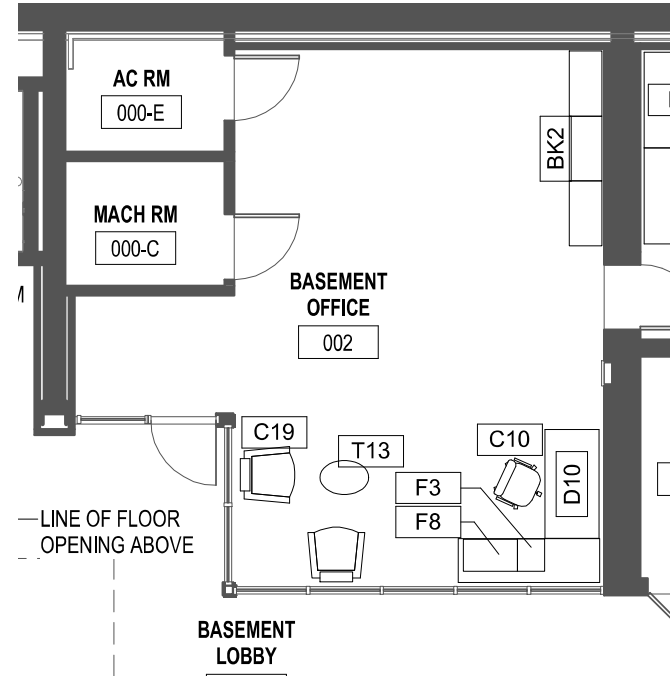 AC RM
000-E
BK2
MACH RM
000-C
BASEMENT
OFFICE
002
C19
T13
C10
D10
F3
F8
LINE OF FLOOR
OPENING ABOVE
BASEMENT
LOBBY